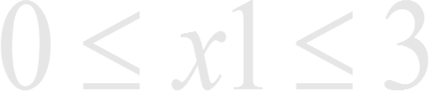 0 ≤ x1 ≤ 3